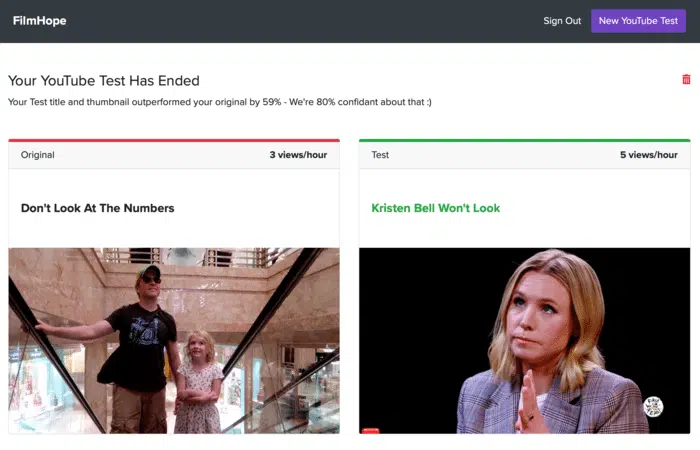 FilmHope
Sign Out
New YouTube Test
Your YouTube Test Has Ended
Your Test title and thumbnail outperformed your original by 59% - We're 80% confidant about that :)
Original
3 views/hour
Test
5 views/hour
Don't Look At The Numbers
Kristen Bell Won't Look